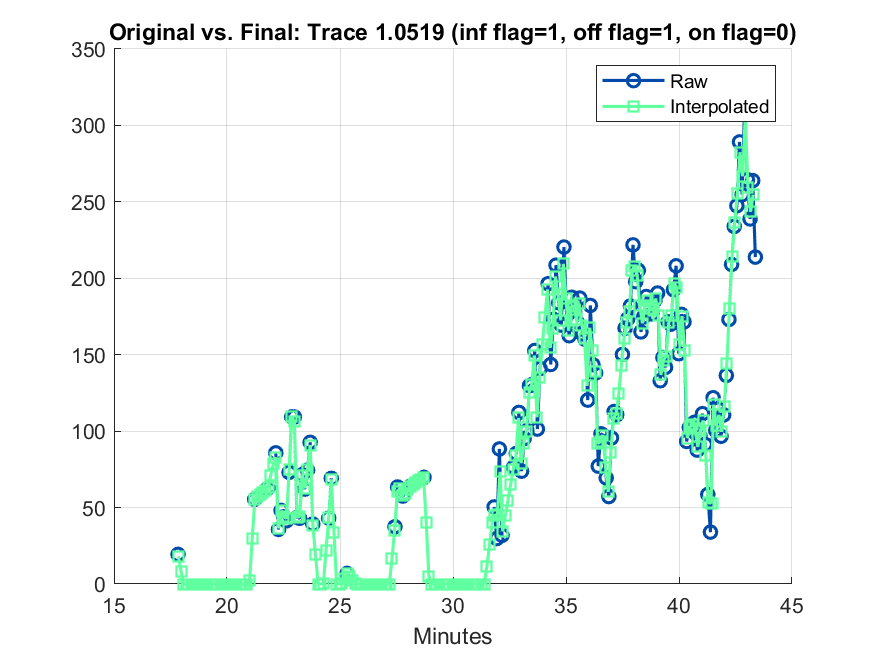 Original vs. Final: Trace 1.0519 (inf flag=1, off flag=1, on flag=0)
350
300
250
200
150
100
50
0
Raw
Interpolated
15 20 25 30 35 40 45
Minutes